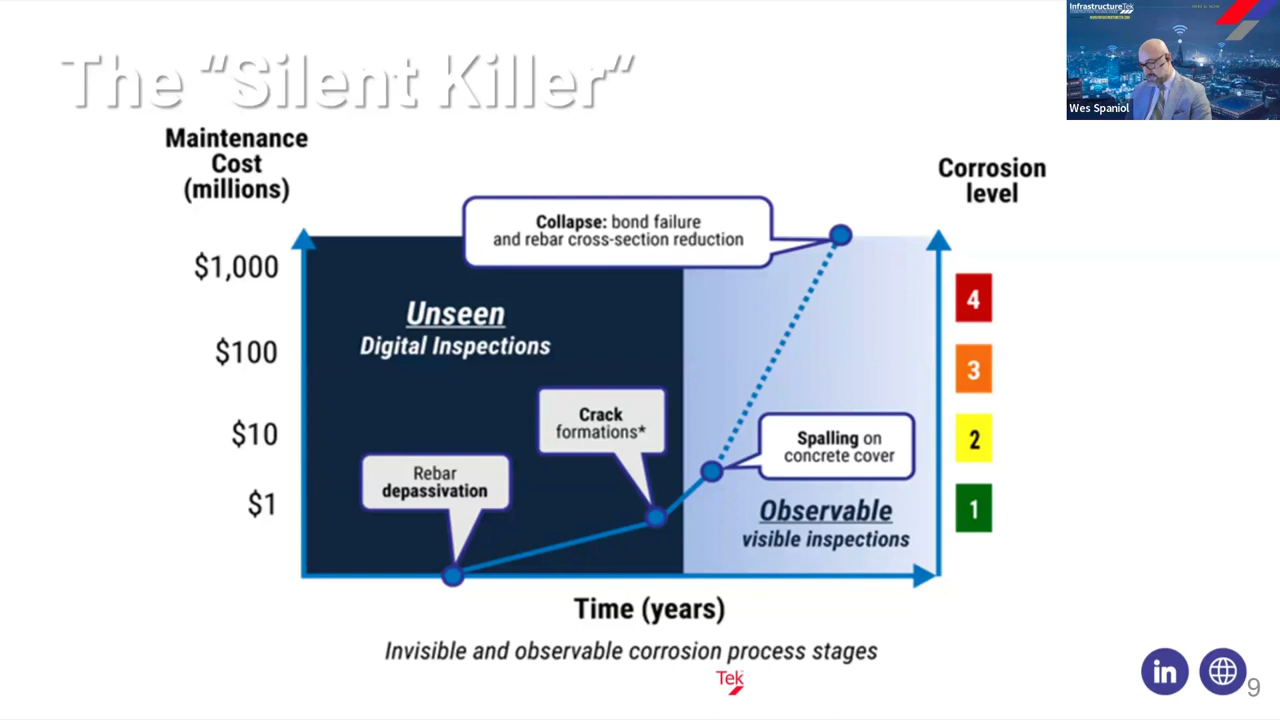 The “Silent Killer”
InfrastructureTek
Wes Spaniol
Maintenance
Cost
(millions)
Corrosion
level
Collapse: bond failure
and rebar cross-section reduction
$1,000
$100
$10
$1
Unseen
Digital Inspections
Crack
formations*
Rebar
depassivation
Spalling on
concrete cover
Observable
visible inspections
4
3
2
1
Time (years)
Invisible and observable corrosion process stages
Tek
in
9